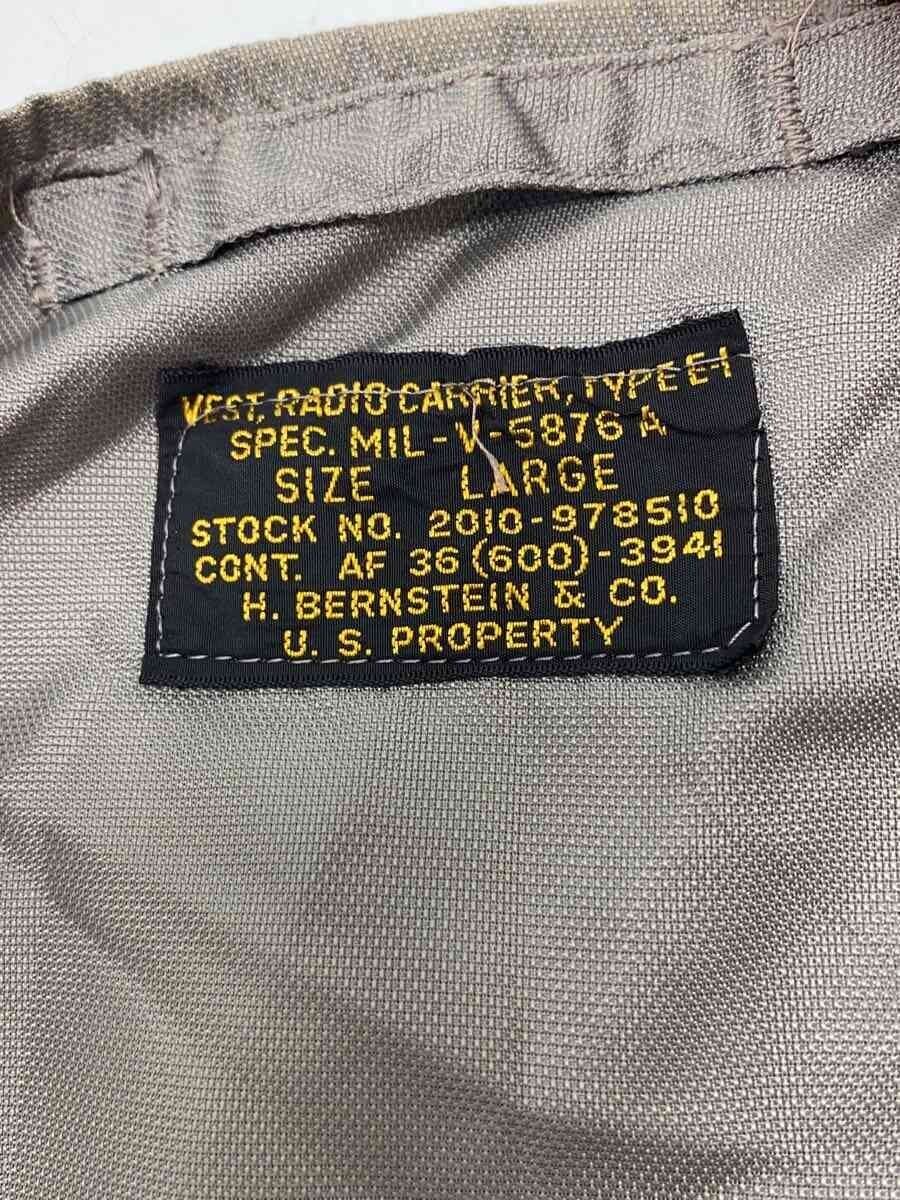 VEST, RADIO CARRIER, TYPE E-1
SPEC. MIL-V-5876A
SIZE LARGE
STOCK NO. 2010-978510
CONT. AF 36(600)-3941
H. BERNSTEIN & CO.
U. S. PROPERTY